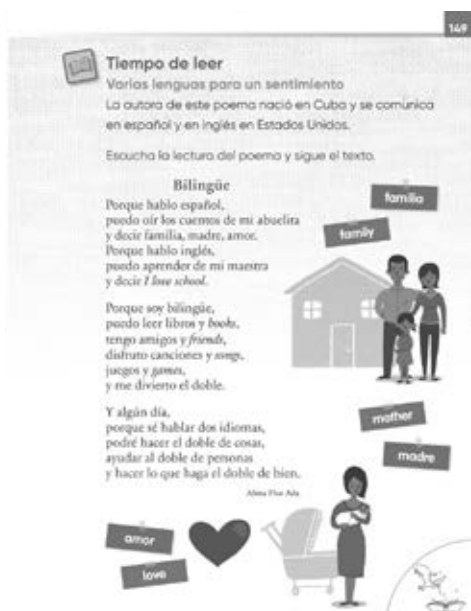 149
Tiempo de leer
Varias lenguas para un sentimiento
La autora de este poema nació en Cuba y se comunica
en español y en inglés en Estados Unidos.
Escucha la lectura del poema y sigue el texto.
Bilingüe
Porque hablo español,
puedo oír los cuentos de mi abuelita
y decir familia, madre, amor.
Porque hablo inglés,
puedo aprender de mi maestra
y decir I love school.
Porque soy bilingüe,
puedo leer libros y books,
tengo amigos y friends,
disfruto canciones y songs,
juegos y games,
y me divierto el doble.
Y algún día,
porque sé hablar dos idiomas,
podré hacer el doble de cosas,
ayudar al doble de personas
y hacer lo que haga el doble de bien.
Alma Flor Ada
familia
family
mother
madre
amor
love